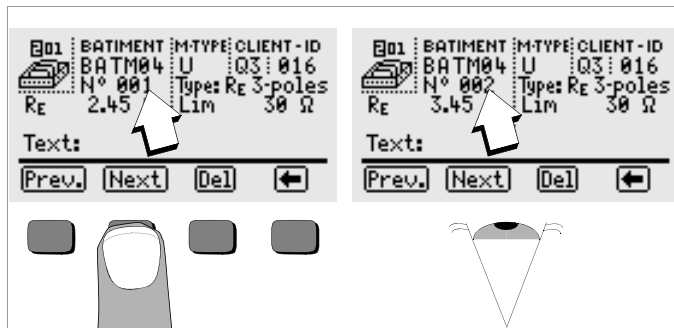 201 BATIMENT M-TYPE CLIENT-ID
BATM04 U Q3 016
N° 001 Type: RE 3-poles
RE 2.45 Lim 30 Ω
Text:
Prev. Next Del ←
201 BATIMENT M-TYPE CLIENT-ID
BATM04 U Q3 016
N° 002 Type: RE 3-poles
RE 3.45 Lim 30 Ω
Text:
Prev. Next Del ←